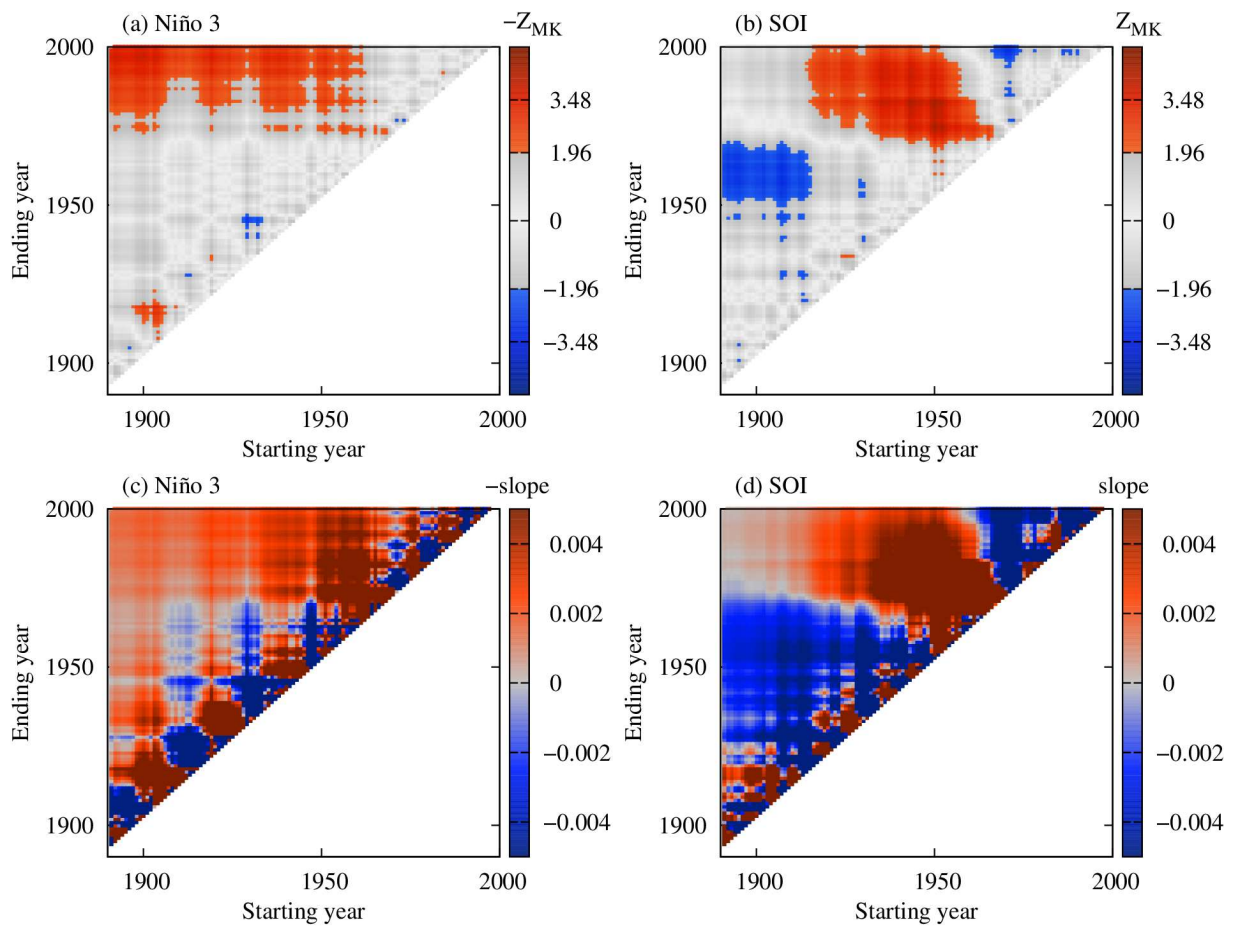 (a) Niño 3
−Z_MK
2000
1950
1900
Ending year
3.48
1.96
0
−1.96
−3.48
1900 1950 2000
Starting year
(b) SOI
Z_MK
2000
1950
1900
Ending year
3.48
1.96
0
−1.96
−3.48
1900 1950 2000
Starting year
(c) Niño 3
−slope
2000
1950
1900
Ending year
0.004
0.002
0
−0.002
−0.004
1900 1950 2000
Starting year
(d) SOI
slope
2000
1950
1900
Ending year
0.004
0.002
0
−0.002
−0.004
1900 1950 2000
Starting year